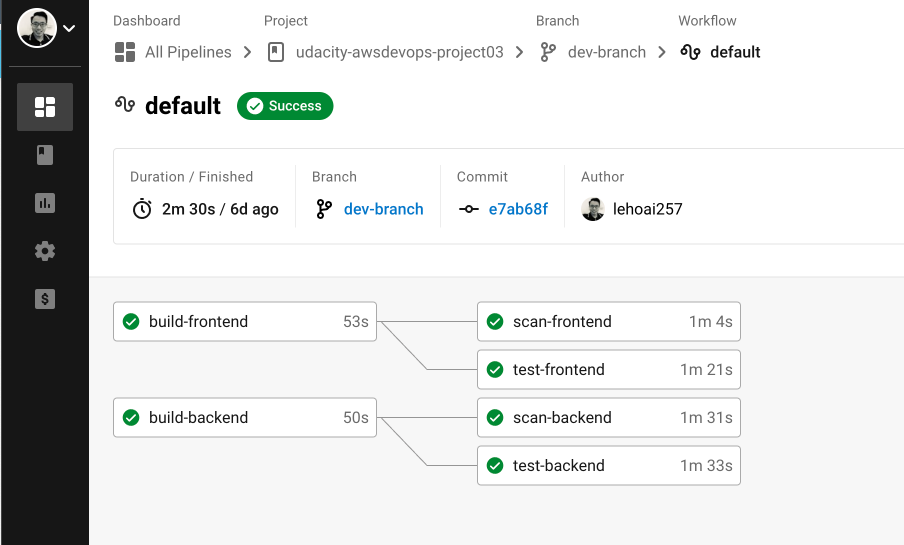 Dashboard Project Branch Workflow
All Pipelines udacity-awsdevops-project03 dev-branch default
default Success
Duration / Finished Branch Commit Author
2m 30s / 6d ago dev-branch e7ab68f lehoai257
build-frontend 53s scan-frontend 1m 4s
test-frontend 1m 21s
build-backend 50s scan-backend 1m 31s
test-backend 1m 33s